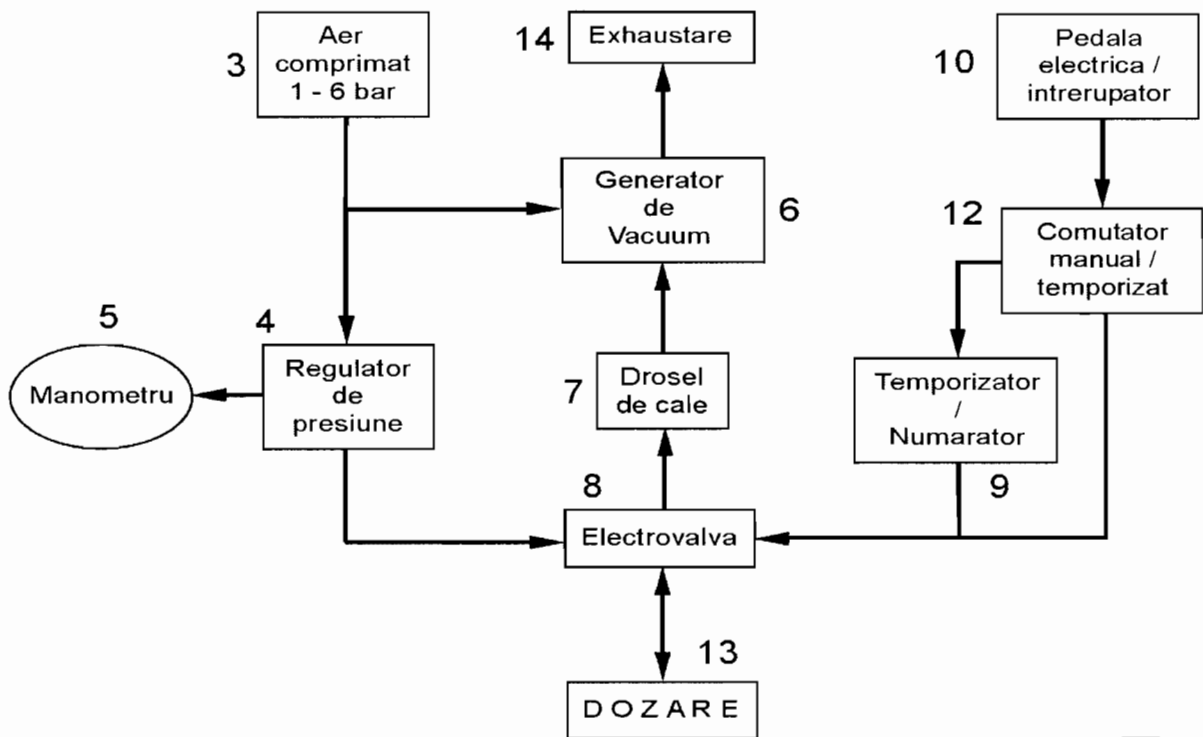 3
Aer
comprimat
1 - 6 bar
14
Exhaustare
10
Pedala
electrica /
intrerupator
Generator
de
Vacuum
6
12
Comutator
manual /
temporizat
5
Manometru
4
Regulator
de
presiune
7
Drosel
de cale
Temporizator
/
Numarator
9
8
Electrovalva
13
DOZARE